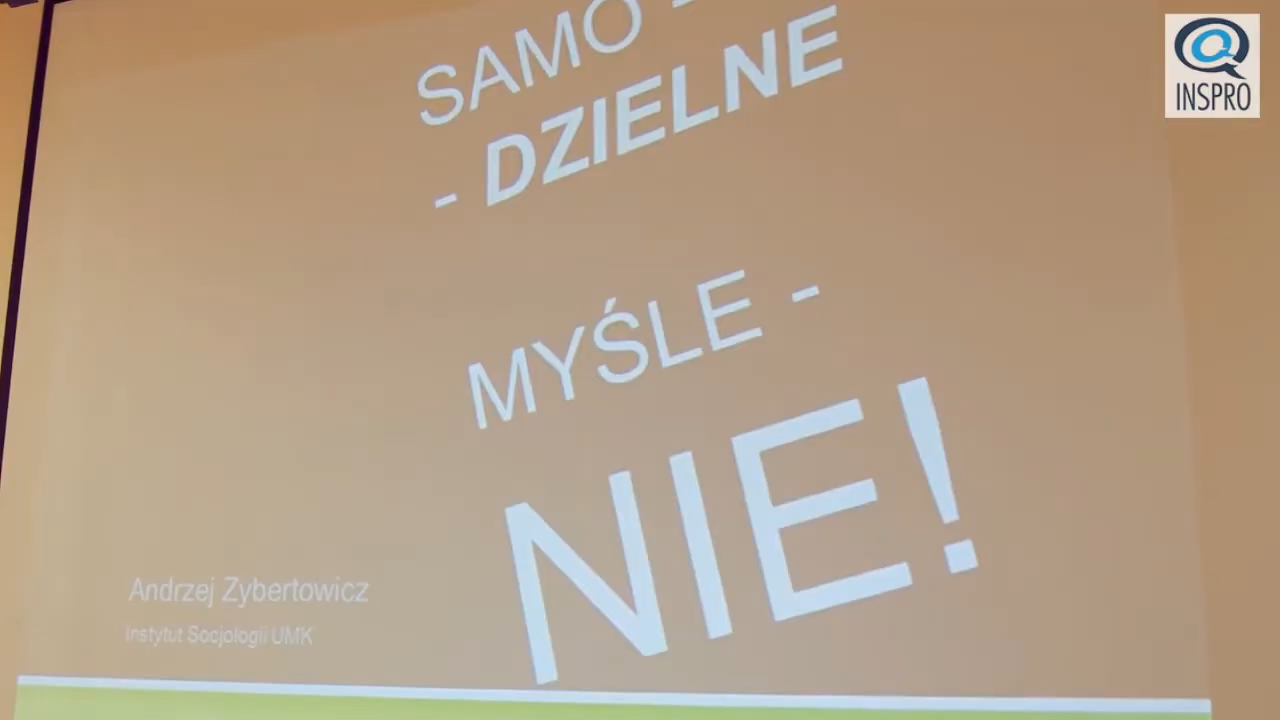 SAMO -
- DZIELNE
MYŚLE -
NIE!
Andrzej Zybertowicz
Instytut Socjologii UMK
INSPRO